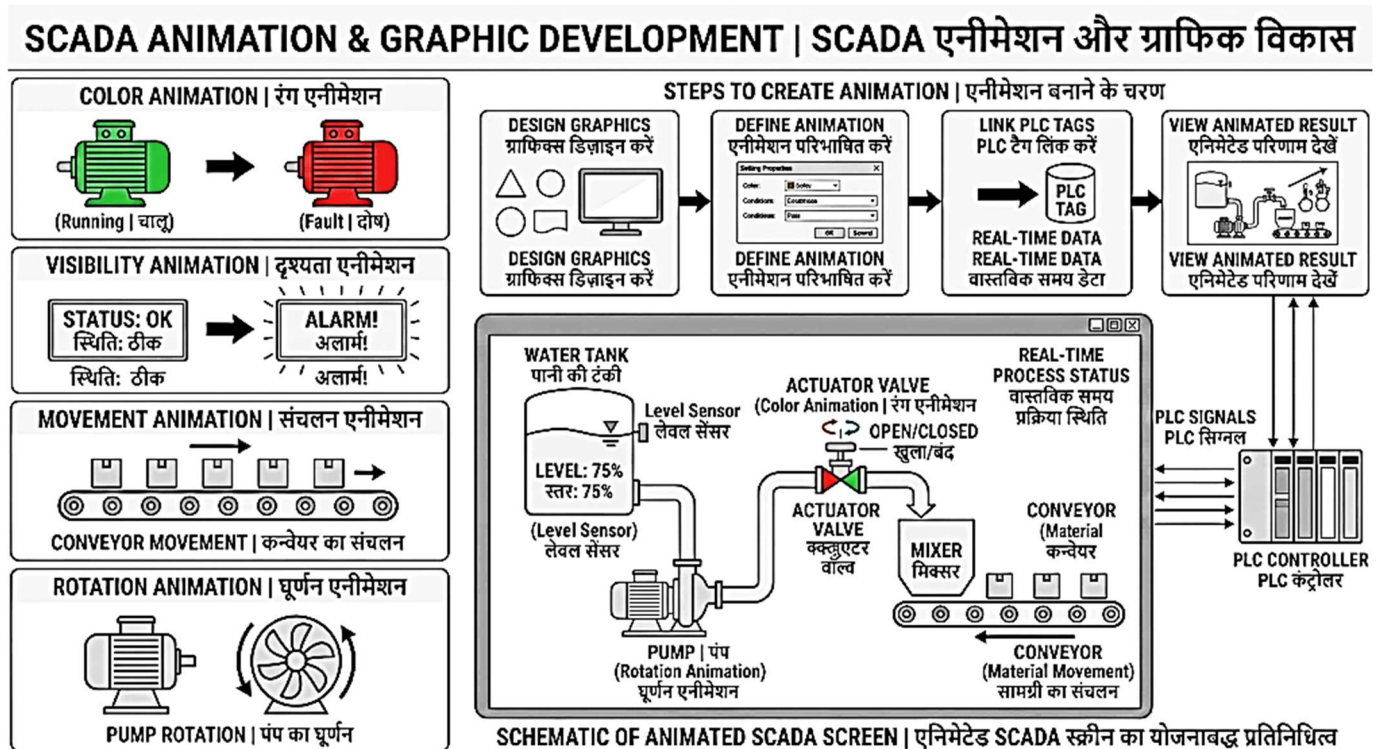 SCADA ANIMATION & GRAPHIC DEVELOPMENT | SCADA एनीमेशन और ग्राफिक विकास
COLOR ANIMATION | रंग एनीमेशन
(Running | चालू)
(Fault | दोष)
VISIBILITY ANIMATION | दृश्यता एनीमेशन
STATUS: OK
स्थिति: ठीक
स्थिति: ठीक
ALARM!
अलार्म!
अलार्म!
MOVEMENT ANIMATION | संचलन एनीमेशन
CONVEYOR MOVEMENT | कन्वेयर का संचलन
ROTATION ANIMATION | घूर्णन एनीमेशन
PUMP ROTATION | पंप का घूर्णन
STEPS TO CREATE ANIMATION | एनीमेशन बनाने के चरण
DESIGN GRAPHICS
ग्राफिक्स डिज़ाइन करें
DESIGN GRAPHICS
ग्राफिक्स डिज़ाइन करें
DEFINE ANIMATION
एनीमेशन परिभाषित करें
Setting Properties
Color:
Conditions:
Conditions:
Pass
OK
DEFINE ANIMATION
एनीमेशन परिभाषित करें
LINK PLC TAGS
PLC टैग लिंक करें
PLC
TAG
REAL-TIME DATA
REAL-TIME DATA
वास्तविक समय डेटा
VIEW ANIMATED RESULT
एनिमेटेड परिणाम देखें
VIEW ANIMATED RESULT
एनिमेटेड परिणाम देखें
WATER TANK
पानी की टंकी
Level Sensor
लेवल सेंसर
LEVEL: 75%
स्तर: 75%
(Level Sensor)
लेवल सेंसर
PUMP | पंप
(Rotation Animation)
घूर्णन एनीमेशन
ACTUATOR VALVE
(Color Animation | रंग एनीमेशन
OPEN/CLOSED
खुला/बंद
ACTUATOR
VALVE
वॉल्व
MIXER
मिक्सर
REAL-TIME
PROCESS STATUS
वास्तविक समय
प्रक्रिया स्थिति
CONVEYOR
(Material
कन्वेयर
CONVEYOR
(Material Movement)
सामग्री का संचलन
PLC SIGNALS
PLC सिग्नल
PLC CONTROLLER
PLC कंट्रोलर
SCHEMATIC OF ANIMATED SCADA SCREEN | एनिमेटेड SCADA स्क्रीन का योजनाबद्ध प्रतिनिधित्व